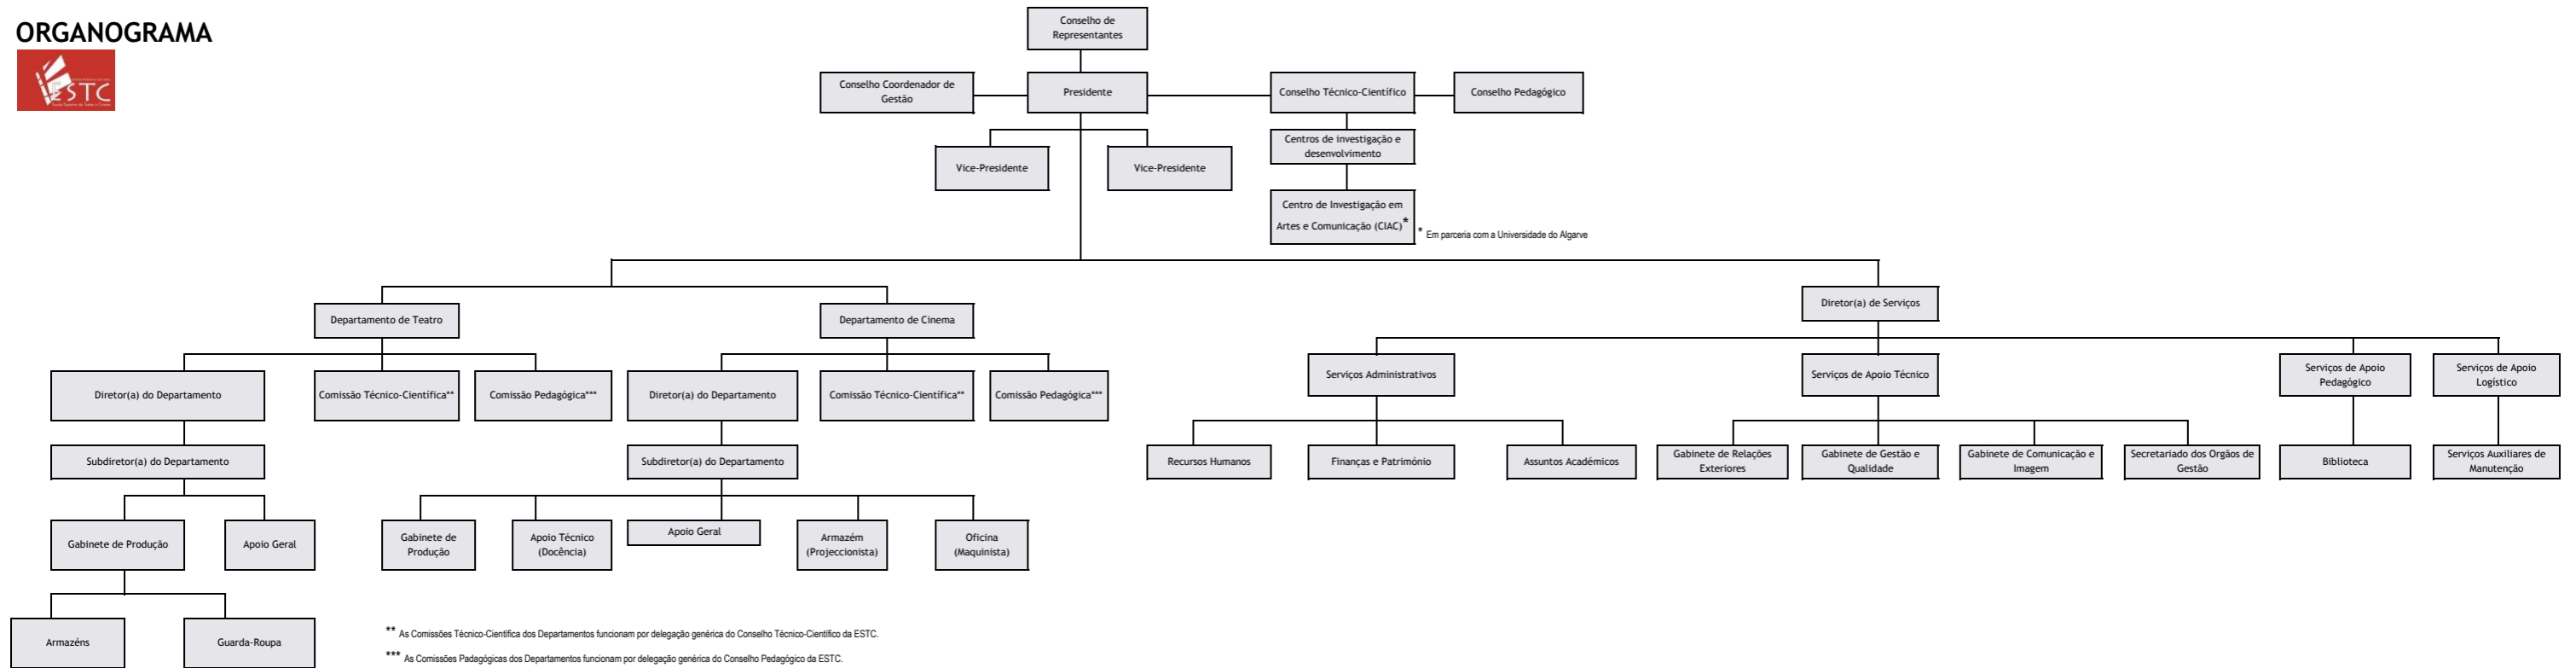 ORGANOGRAMA
ESTC
Conselho de
Representantes
Conselho Coordenador de
Gestão
Presidente
Conselho Técnico-Científico
Conselho Pedagógico
Vice-Presidente
Vice-Presidente
Centros de investigação e
desenvolvimento
Centro de Investigação em
Artes e Comunicação (CIAC)*
* Em parceria com a Universidade do Algarve
Departamento de Teatro
Departamento de Cinema
Diretor(a) de Serviços
Diretor(a) do Departamento
Comissão Técnico-Científica**
Comissão Pedagógica***
Diretor(a) do Departamento
Comissão Técnico-Científica**
Comissão Pedagógica***
Serviços Administrativos
Serviços de Apoio Técnico
Serviços de Apoio
Pedagógico
Serviços de Apoio
Logístico
Subdiretor(a) do Departamento
Subdiretor(a) do Departamento
Recursos Humanos
Finanças e Património
Assuntos Académicos
Gabinete de Relações
Exteriores
Gabinete de Gestão e
Qualidade
Gabinete de Comunicação e
Imagem
Secretariado dos Orgãos de
Gestão
Biblioteca
Serviços Auxiliares de
Manutenção
Gabinete de Produção
Apoio Geral
Gabinete de
Produção
Apoio Técnico
(Docência)
Apoio Geral
Armazém
(Projeccionista)
Oficina
(Maquinista)
Armazéns
Guarda-Roupa
** As Comissões Técnico-Científica dos Departamentos funcionam por delegação genérica do Conselho Técnico-Científico da ESTC.
*** As Comissões Padagógicas dos Departamentos funcionam por delegação genérica do Conselho Pedagógico da ESTC.